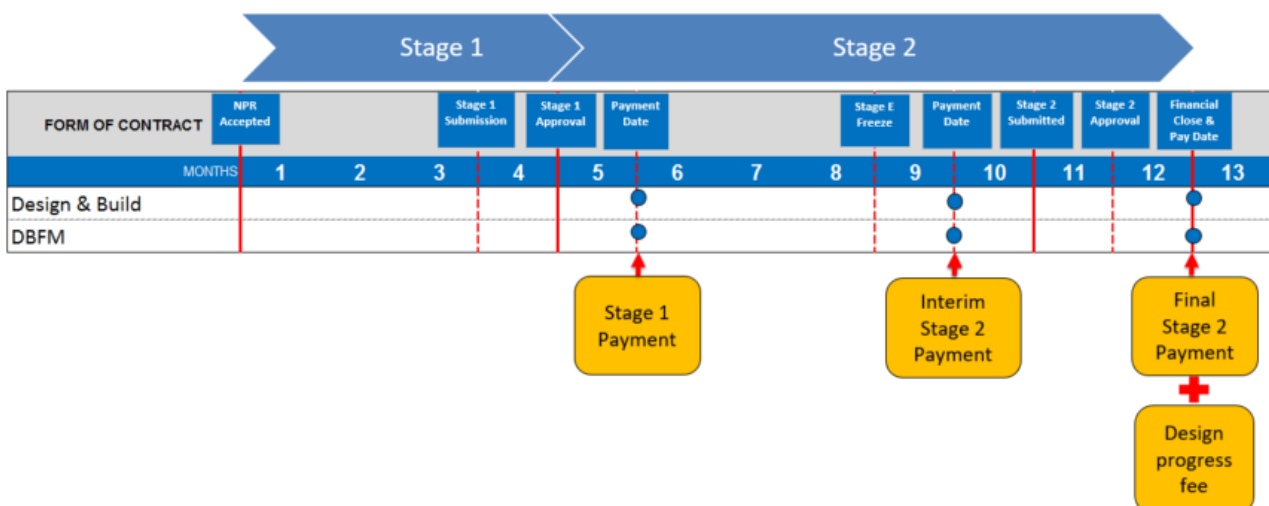 Stage 1
Stage 2
FORM OF CONTRACT
NPR
Accepted
Stage 1
Submission
Stage 1
Approval
Payment
Date
Stage E
Freeze
Payment
Date
Stage 2
Submitted
Stage 2
Approval
Financial
Close &
Pay Date
MONTHS 1 2 3 4 5 6 7 8 9 10 11 12 13
Design & Build
DBFM
Stage 1
Payment
Interim
Stage 2
Payment
Final
Stage 2
Payment
Design
progress
fee